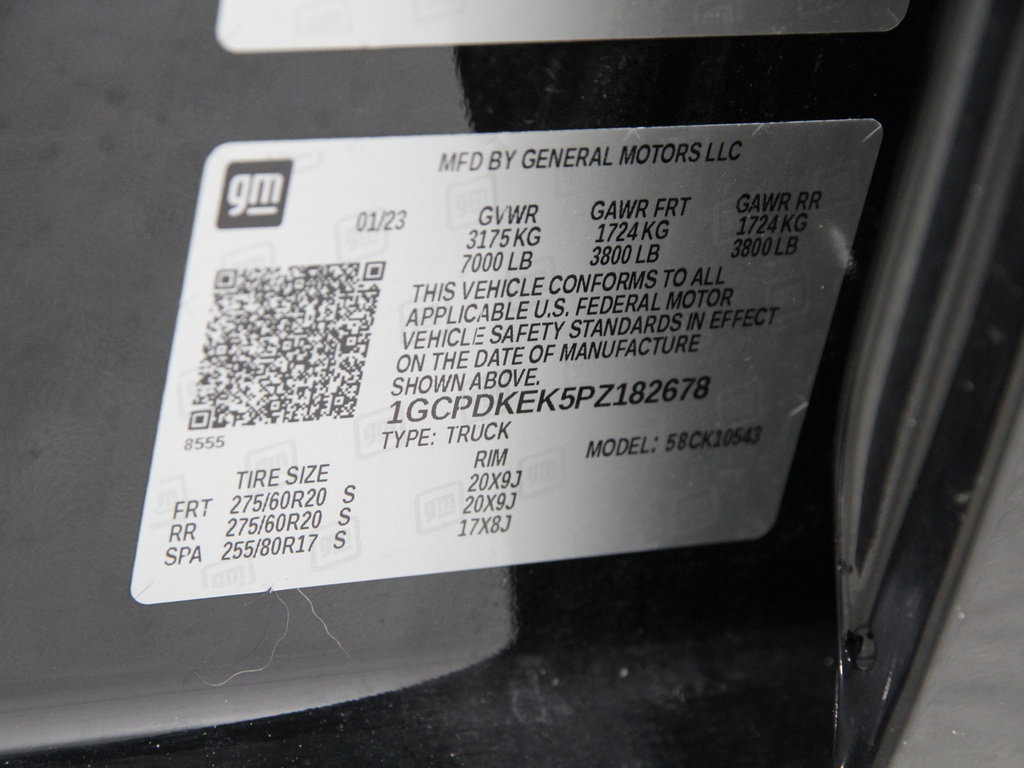 gm
MFD BY GENERAL MOTORS LLC
01/23
GVWR GAWR FRT GAWR RR
3175 KG 1724 KG 1724 KG
7000 LB 3800 LB 3800 LB
THIS VEHICLE CONFORMS TO ALL
APPLICABLE U.S. FEDERAL MOTOR
VEHICLE SAFETY STANDARDS IN EFFECT
ON THE DATE OF MANUFACTURE
SHOWN ABOVE.
1GCPDKEK5PZ182678
8555
TYPE: TRUCK MODEL: 58CK10543
TIRE SIZE RIM
FRT 275/60R20 S 20X9J
RR 275/60R20 S 20X9J
SPA 255/80R17 S 17X8J